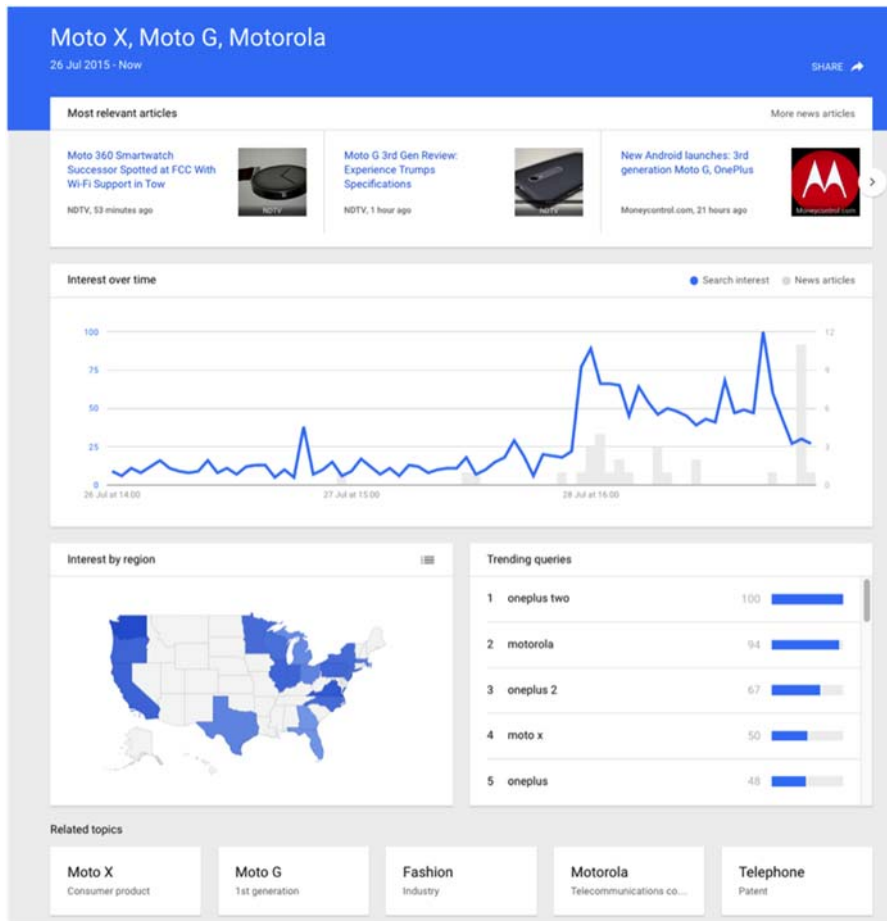 Moto X, Moto G, Motorola
26 Jul 2015 - Now
SHARE
Most relevant articles
More news articles
Moto 360 Smartwatch
Successor Spotted at FCC With
Wi-Fi Support in Tow
NDTV, 53 minutes ago
NDTV
Moto G 3rd Gen Review:
Experience Trumps
Specifications
NDTV, 1 hour ago
NDTV
New Android launches: 3rd
generation Moto G, OnePlus
Moneycontrol.com, 21 hours ago
Moneycontrol.com
Interest over time
Search interest
News articles
100
75
50
25
0
12
9
6
3
0
26 Jul at 14:00
27 Jul at 15:00
28 Jul at 16:00
Interest by region
Trending queries
1 oneplus two 100
2 motorola 94
3 oneplus 2 67
4 moto x 50
5 oneplus 48
Related topics
Moto X
Consumer product
Moto G
1st generation
Fashion
Industry
Motorola
Telecommunications co...
Telephone
Patent